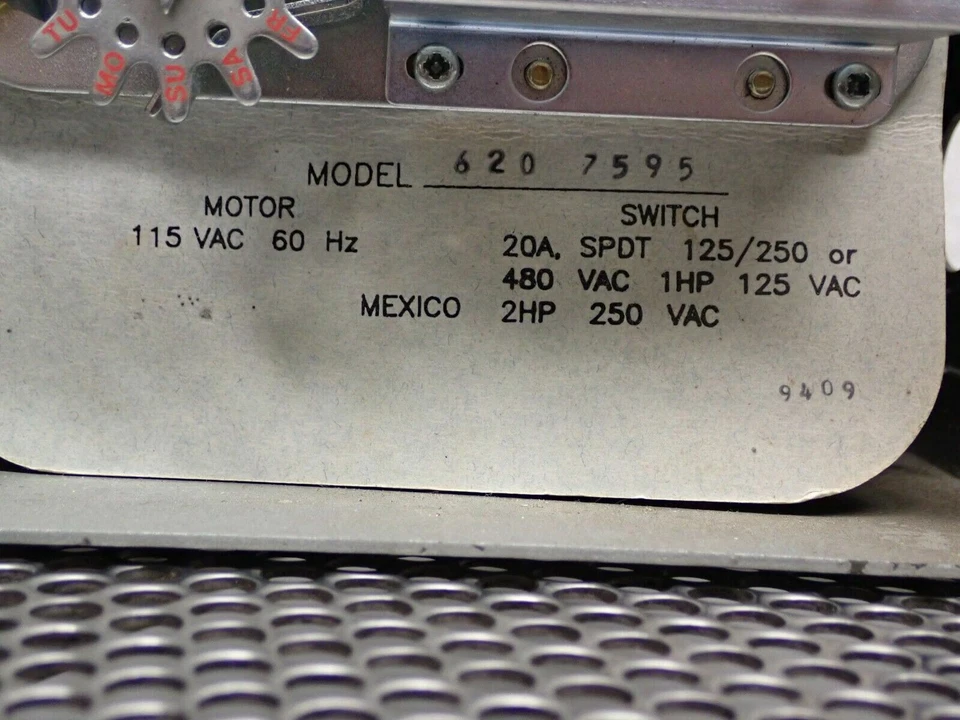 TU MO SU SA FR
MODEL 620 7595
MOTOR
115 VAC 60 Hz
SWITCH
20A, SPDT 125/250 or
480 VAC 1HP 125 VAC
MEXICO 2HP 250 VAC
9409